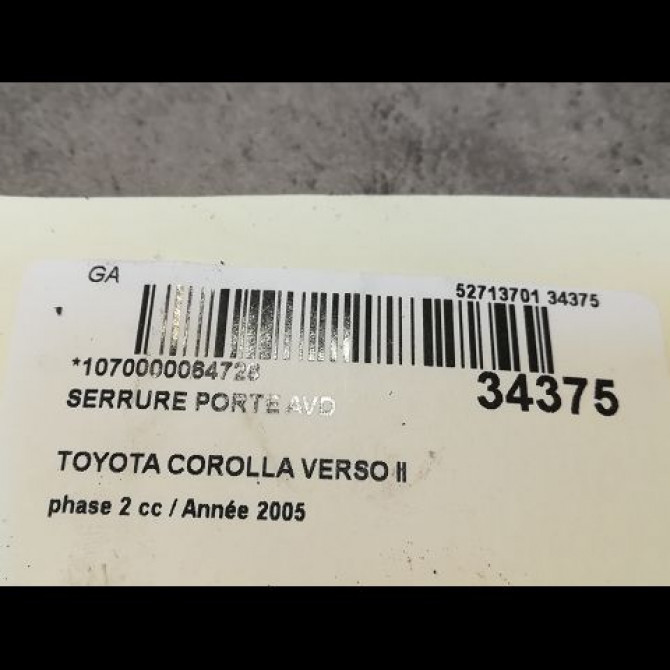 GA
52713701 34375
*1070000064726
34375
SERRURE PORTE AVD
TOYOTA COROLLA VERSO II
phase 2 cc / Année 2005